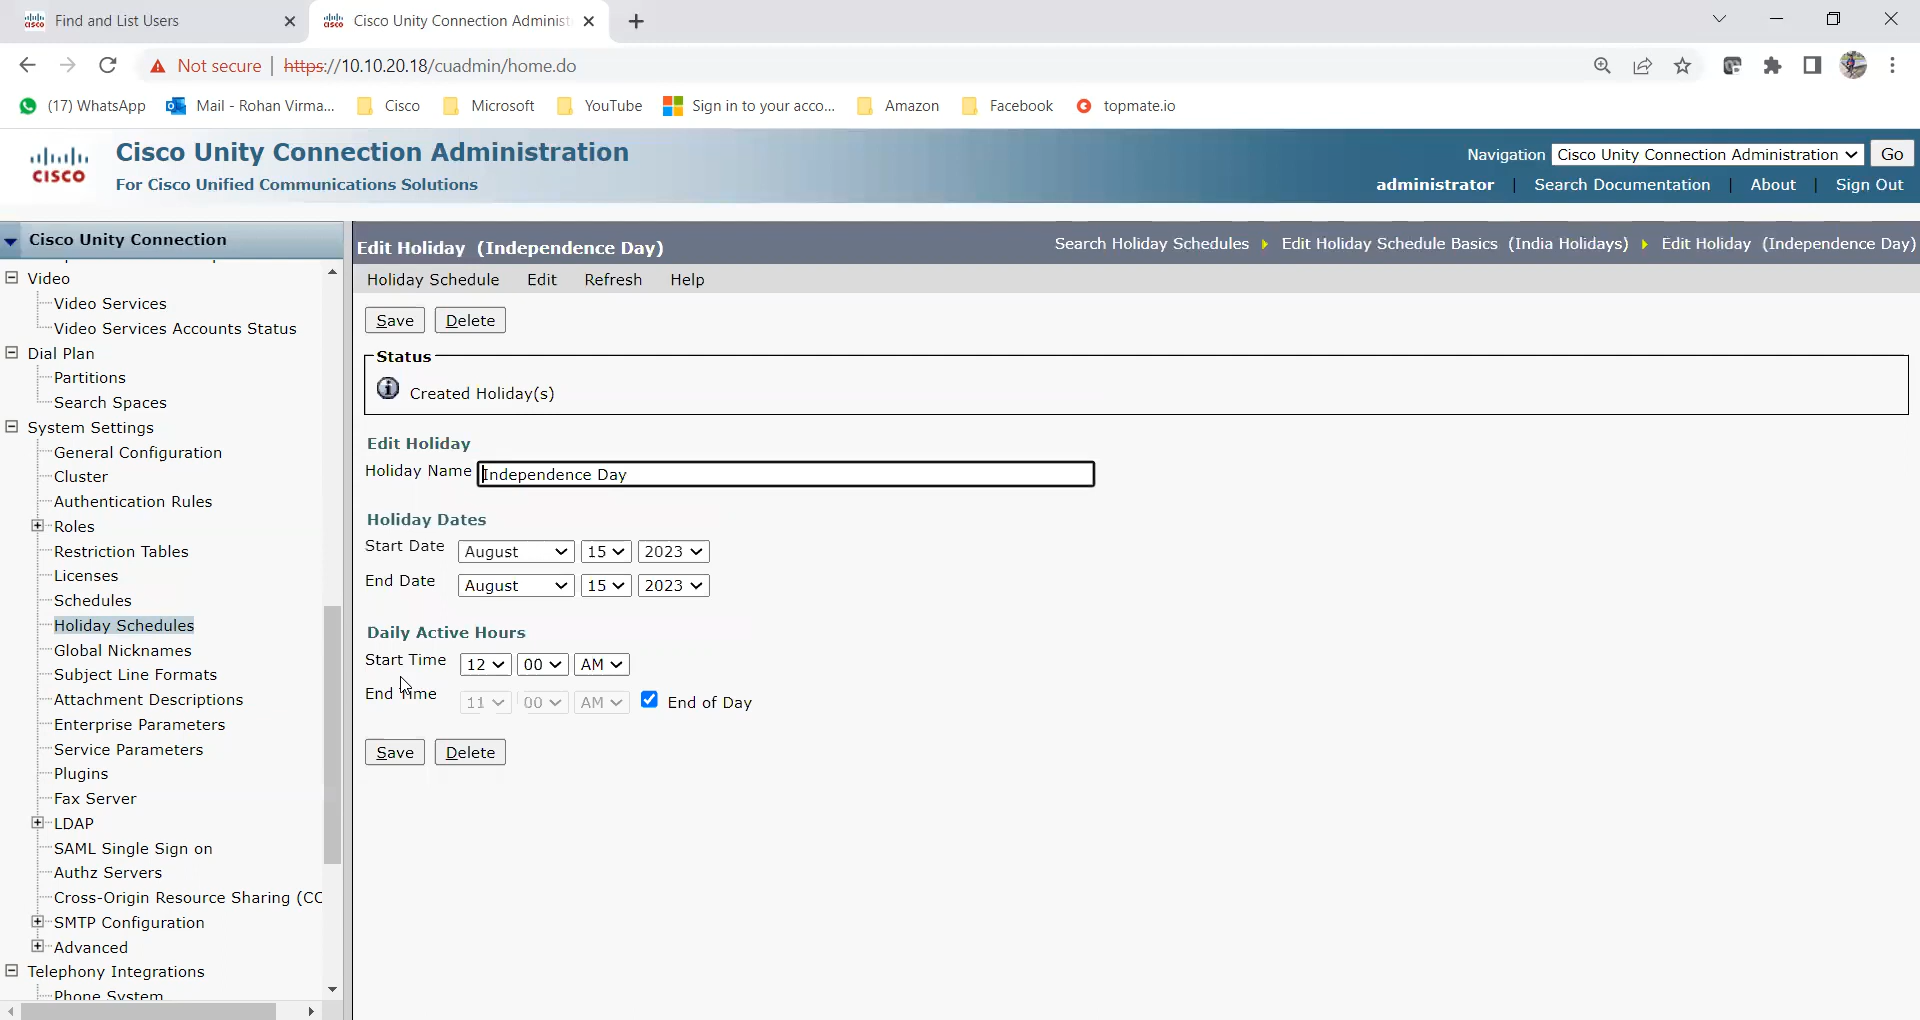 Find and List Users
Cisco Unity Connection Administ
Not secure | https://10.10.20.18/cuadmin/home.do
(17) WhatsApp Mail - Rohan Virma... Cisco Microsoft YouTube Sign in to your acco... Amazon Facebook topmate.io
CISCO
Cisco Unity Connection Administration
For Cisco Unified Communications Solutions
Navigation Cisco Unity Connection Administration Go
administrator | Search Documentation | About | Sign Out
Cisco Unity Connection
Video
Video Services
Video Services Accounts Status
Dial Plan
Partitions
Search Spaces
System Settings
General Configuration
Cluster
Authentication Rules
Roles
Restriction Tables
Licenses
Schedules
Holiday Schedules
Global Nicknames
Subject Line Formats
Attachment Descriptions
Enterprise Parameters
Service Parameters
Plugins
Fax Server
LDAP
SAML Single Sign on
Authz Servers
Cross-Origin Resource Sharing (CC
SMTP Configuration
Advanced
Telephony Integrations
Phone System
Edit Holiday (Independence Day)
Search Holiday Schedules Edit Holiday Schedule Basics (India Holidays) Edit Holiday (Independence Day)
Holiday Schedule Edit Refresh Help
Save Delete
Status
Created Holiday(s)
Edit Holiday
Holiday Name Independence Day
Holiday Dates
Start Date August 15 2023
End Date August 15 2023
Daily Active Hours
Start Time 12 00 AM
End Time 11 00 AM End of Day
Save Delete